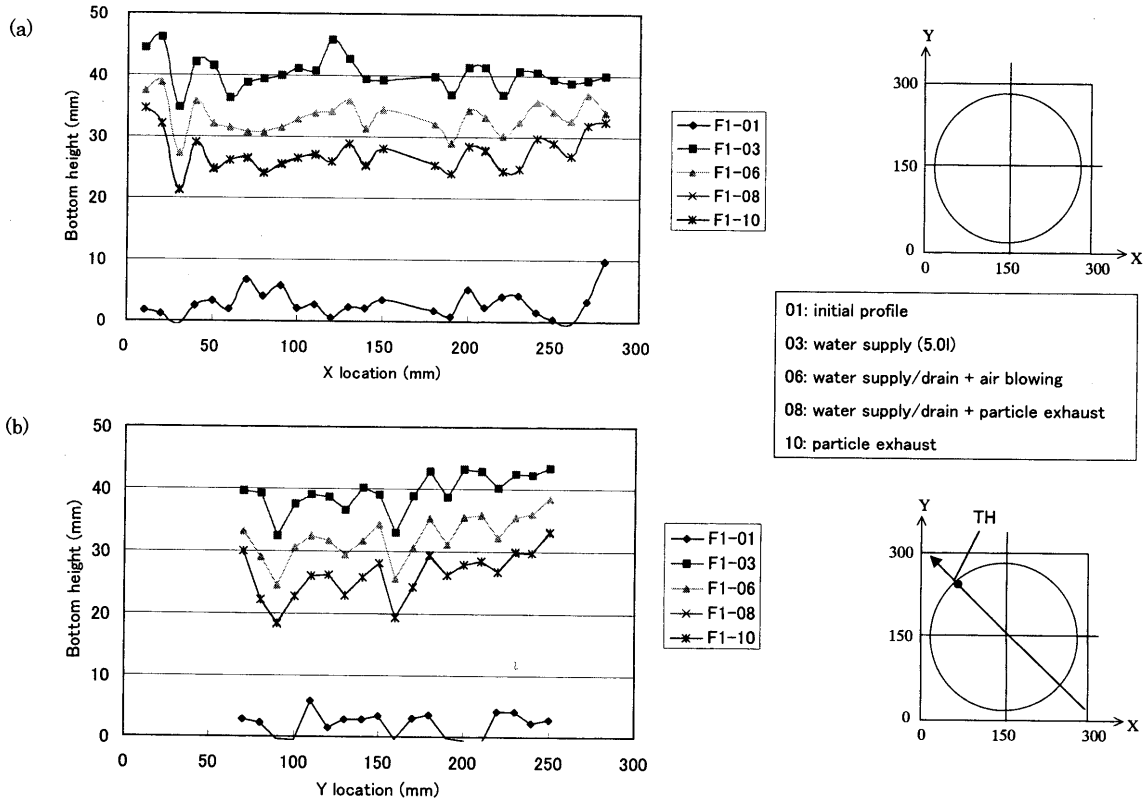 (a)
50
40
30
20
10
0
Bottom height (mm)
0 50 100 150 200 250 300
X location (mm)
F1-01
F1-03
F1-06
F1-08
F1-10
Y
300
150
0
0 150 300
X
01: initial profile
03: water supply (5.0l)
06: water supply/drain + air blowing
08: water supply/drain + particle exhaust
10: particle exhaust
(b)
50
40
30
20
10
0
Bottom height (mm)
0 50 100 150 200 250 300
Y location (mm)
F1-01
F1-03
F1-06
F1-08
F1-10
Y
TH
300
150
0
0 150 300
X